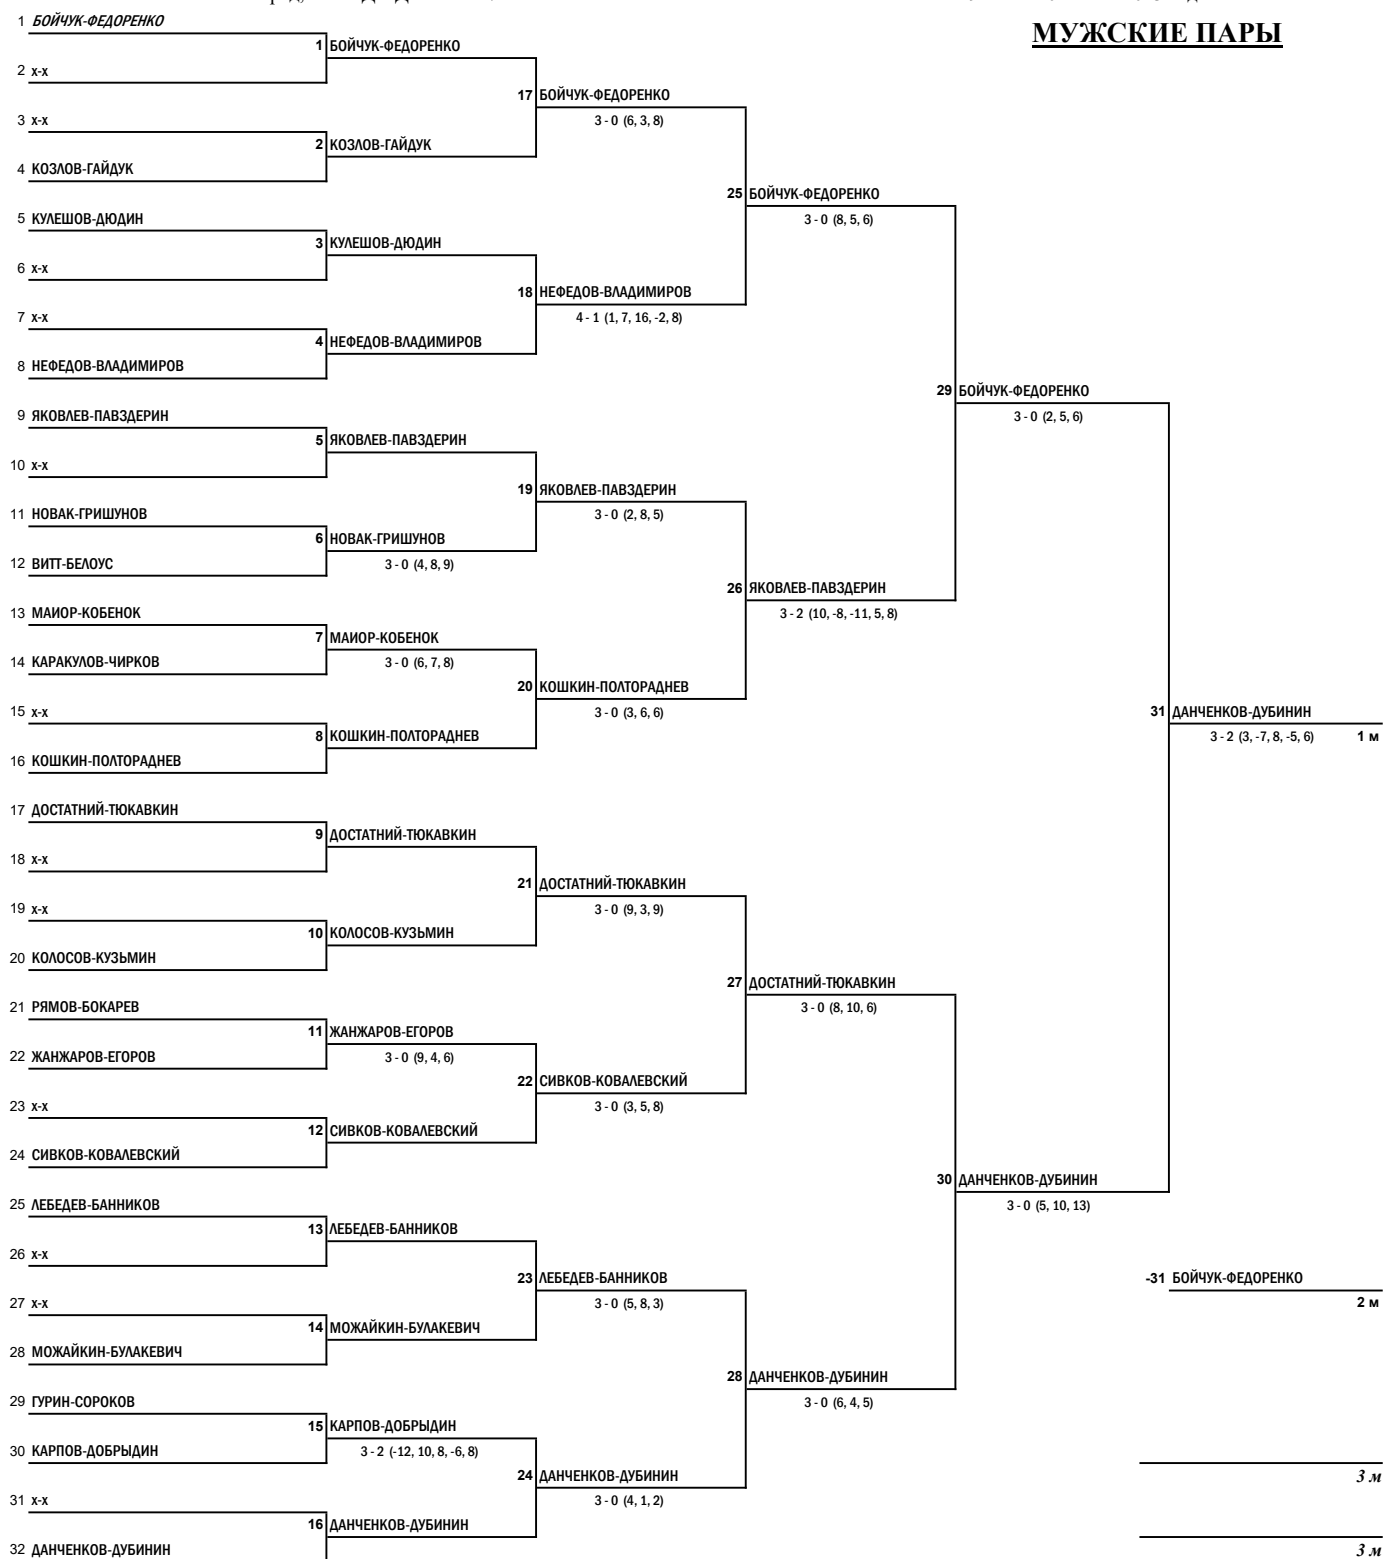 МУЖСКИЕ ПАРЫ
1 БОЙЧУК-ФЕДОРЕНКО
1 БОЙЧУК-ФЕДОРЕНКО
2 х-х
17 БОЙЧУК-ФЕДОРЕНКО
3 - 0 (6, 3, 8)
3 х-х
2 КОЗЛОВ-ГАЙДУК
4 КОЗЛОВ-ГАЙДУК
25 БОЙЧУК-ФЕДОРЕНКО
3 - 0 (8, 5, 6)
5 КУЛЕШОВ-ДЮДИН
3 КУЛЕШОВ-ДЮДИН
6 х-х
18 НЕФЕДОВ-ВЛАДИМИРОВ
4 - 1 (1, 7, 16, -2, 8)
7 х-х
4 НЕФЕДОВ-ВЛАДИМИРОВ
8 НЕФЕДОВ-ВЛАДИМИРОВ
29 БОЙЧУК-ФЕДОРЕНКО
3 - 0 (2, 5, 6)
9 ЯКОВЛЕВ-ПАВЗДЕРИН
5 ЯКОВЛЕВ-ПАВЗДЕРИН
10 х-х
19 ЯКОВЛЕВ-ПАВЗДЕРИН
3 - 0 (2, 8, 5)
11 НОВАК-ГРИШУНОВ
6 НОВАК-ГРИШУНОВ
3 - 0 (4, 8, 9)
12 ВИТТ-БЕЛОУС
26 ЯКОВЛЕВ-ПАВЗДЕРИН
3 - 2 (10, -8, -11, 5, 8)
13 МАИОР-КОБЕНОК
7 МАИОР-КОБЕНОК
3 - 0 (6, 7, 8)
14 КАРАКУЛОВ-ЧИРКОВ
20 КОШКИН-ПОЛТОРАДНЕВ
3 - 0 (3, 6, 6)
15 х-х
8 КОШКИН-ПОЛТОРАДНЕВ
16 КОШКИН-ПОЛТОРАДНЕВ
31 ДАНЧЕНКОВ-ДУБИНИН
3 - 2 (3, -7, 8, -5, 6) 1 м
17 ДОСТАТНИЙ-ТЮКАВКИН
9 ДОСТАТНИЙ-ТЮКАВКИН
18 х-х
21 ДОСТАТНИЙ-ТЮКАВКИН
3 - 0 (9, 3, 9)
19 х-х
10 КОЛОСОВ-КУЗЬМИН
20 КОЛОСОВ-КУЗЬМИН
27 ДОСТАТНИЙ-ТЮКАВКИН
3 - 0 (8, 10, 6)
21 РЯМОВ-БОКАРЕВ
11 ЖАНЖАРОВ-ЕГОРОВ
3 - 0 (9, 4, 6)
22 ЖАНЖАРОВ-ЕГОРОВ
22 СИВКОВ-КОВАЛЕВСКИЙ
3 - 0 (3, 5, 8)
23 х-х
12 СИВКОВ-КОВАЛЕВСКИЙ
24 СИВКОВ-КОВАЛЕВСКИЙ
30 ДАНЧЕНКОВ-ДУБИНИН
3 - 0 (5, 10, 13)
25 ЛЕБЕДЕВ-БАННИКОВ
13 ЛЕБЕДЕВ-БАННИКОВ
26 х-х
23 ЛЕБЕДЕВ-БАННИКОВ
3 - 0 (5, 8, 3)
-31 БОЙЧУК-ФЕДОРЕНКО
2 м
27 х-х
14 МОЖАЙКИН-БУЛАКЕВИЧ
28 МОЖАЙКИН-БУЛАКЕВИЧ
28 ДАНЧЕНКОВ-ДУБИНИН
3 - 0 (6, 4, 5)
29 ГУРИН-СОРОКОВ
15 КАРПОВ-ДОБРЫДИН
3 - 2 (-12, 10, 8, -6, 8)
30 КАРПОВ-ДОБРЫДИН
24 ДАНЧЕНКОВ-ДУБИНИН
3 - 0 (4, 1, 2)
3 м
31 х-х
16 ДАНЧЕНКОВ-ДУБИНИН
32 ДАНЧЕНКОВ-ДУБИНИН
3 м